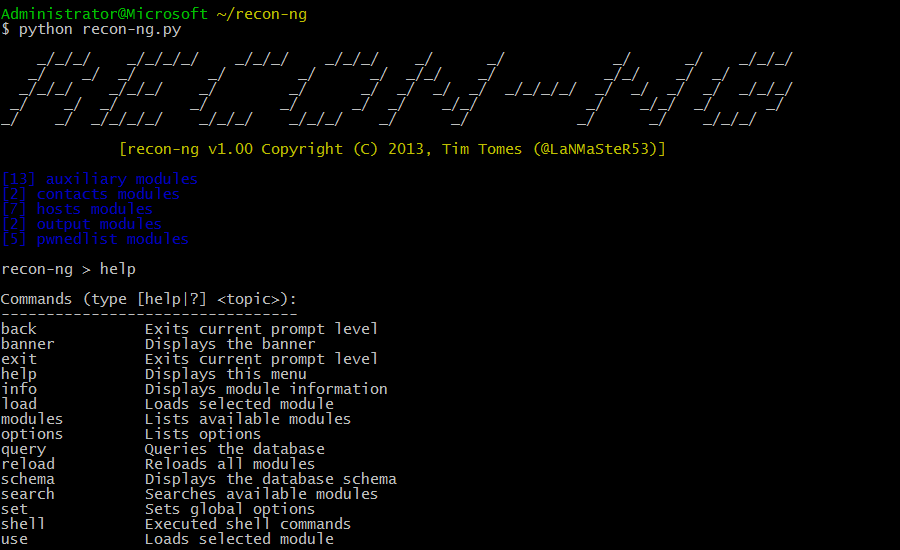 Administrator@Microsoft ~/recon-ng
$ python recon-ng.py
RECON-NG
[recon-ng v1.00 Copyright (C) 2013, Tim Tomes (@LaNMaSteR53)]
[13] auxiliary modules
[2] contacts modules
[7] hosts modules
[2] output modules
[5] pwnedlist modules
recon-ng > help
Commands (type [help|?] <topic>):
---------------------------------
back            Exits current prompt level
banner          Displays the banner
exit            Exits current prompt level
help            Displays this menu
info            Displays module information
load            Loads selected module
modules         Lists available modules
options         Lists options
query           Queries the database
reload          Reloads all modules
schema          Displays the database schema
search          Searches available modules
set             Sets global options
shell           Executed shell commands
use             Loads selected module